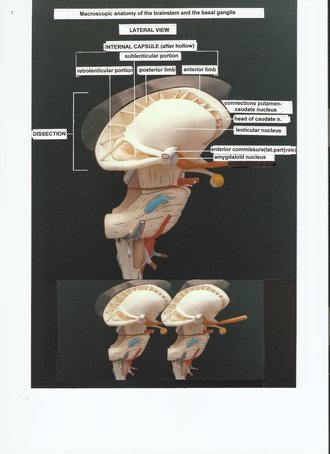 Macroscopic anatomy of the brainstem and the basal ganglia
LATERAL VIEW
INTERNAL CAPSULE (after hollow)
sublenticular portion
retrolenticular portion
posterior limb
anterior limb
connections putamen-
caudate nucleus
head of caudate n.
lenticular nucleus
DISSECTION
anterior commissure(lat.part)rale)
amygdaloid nucleus